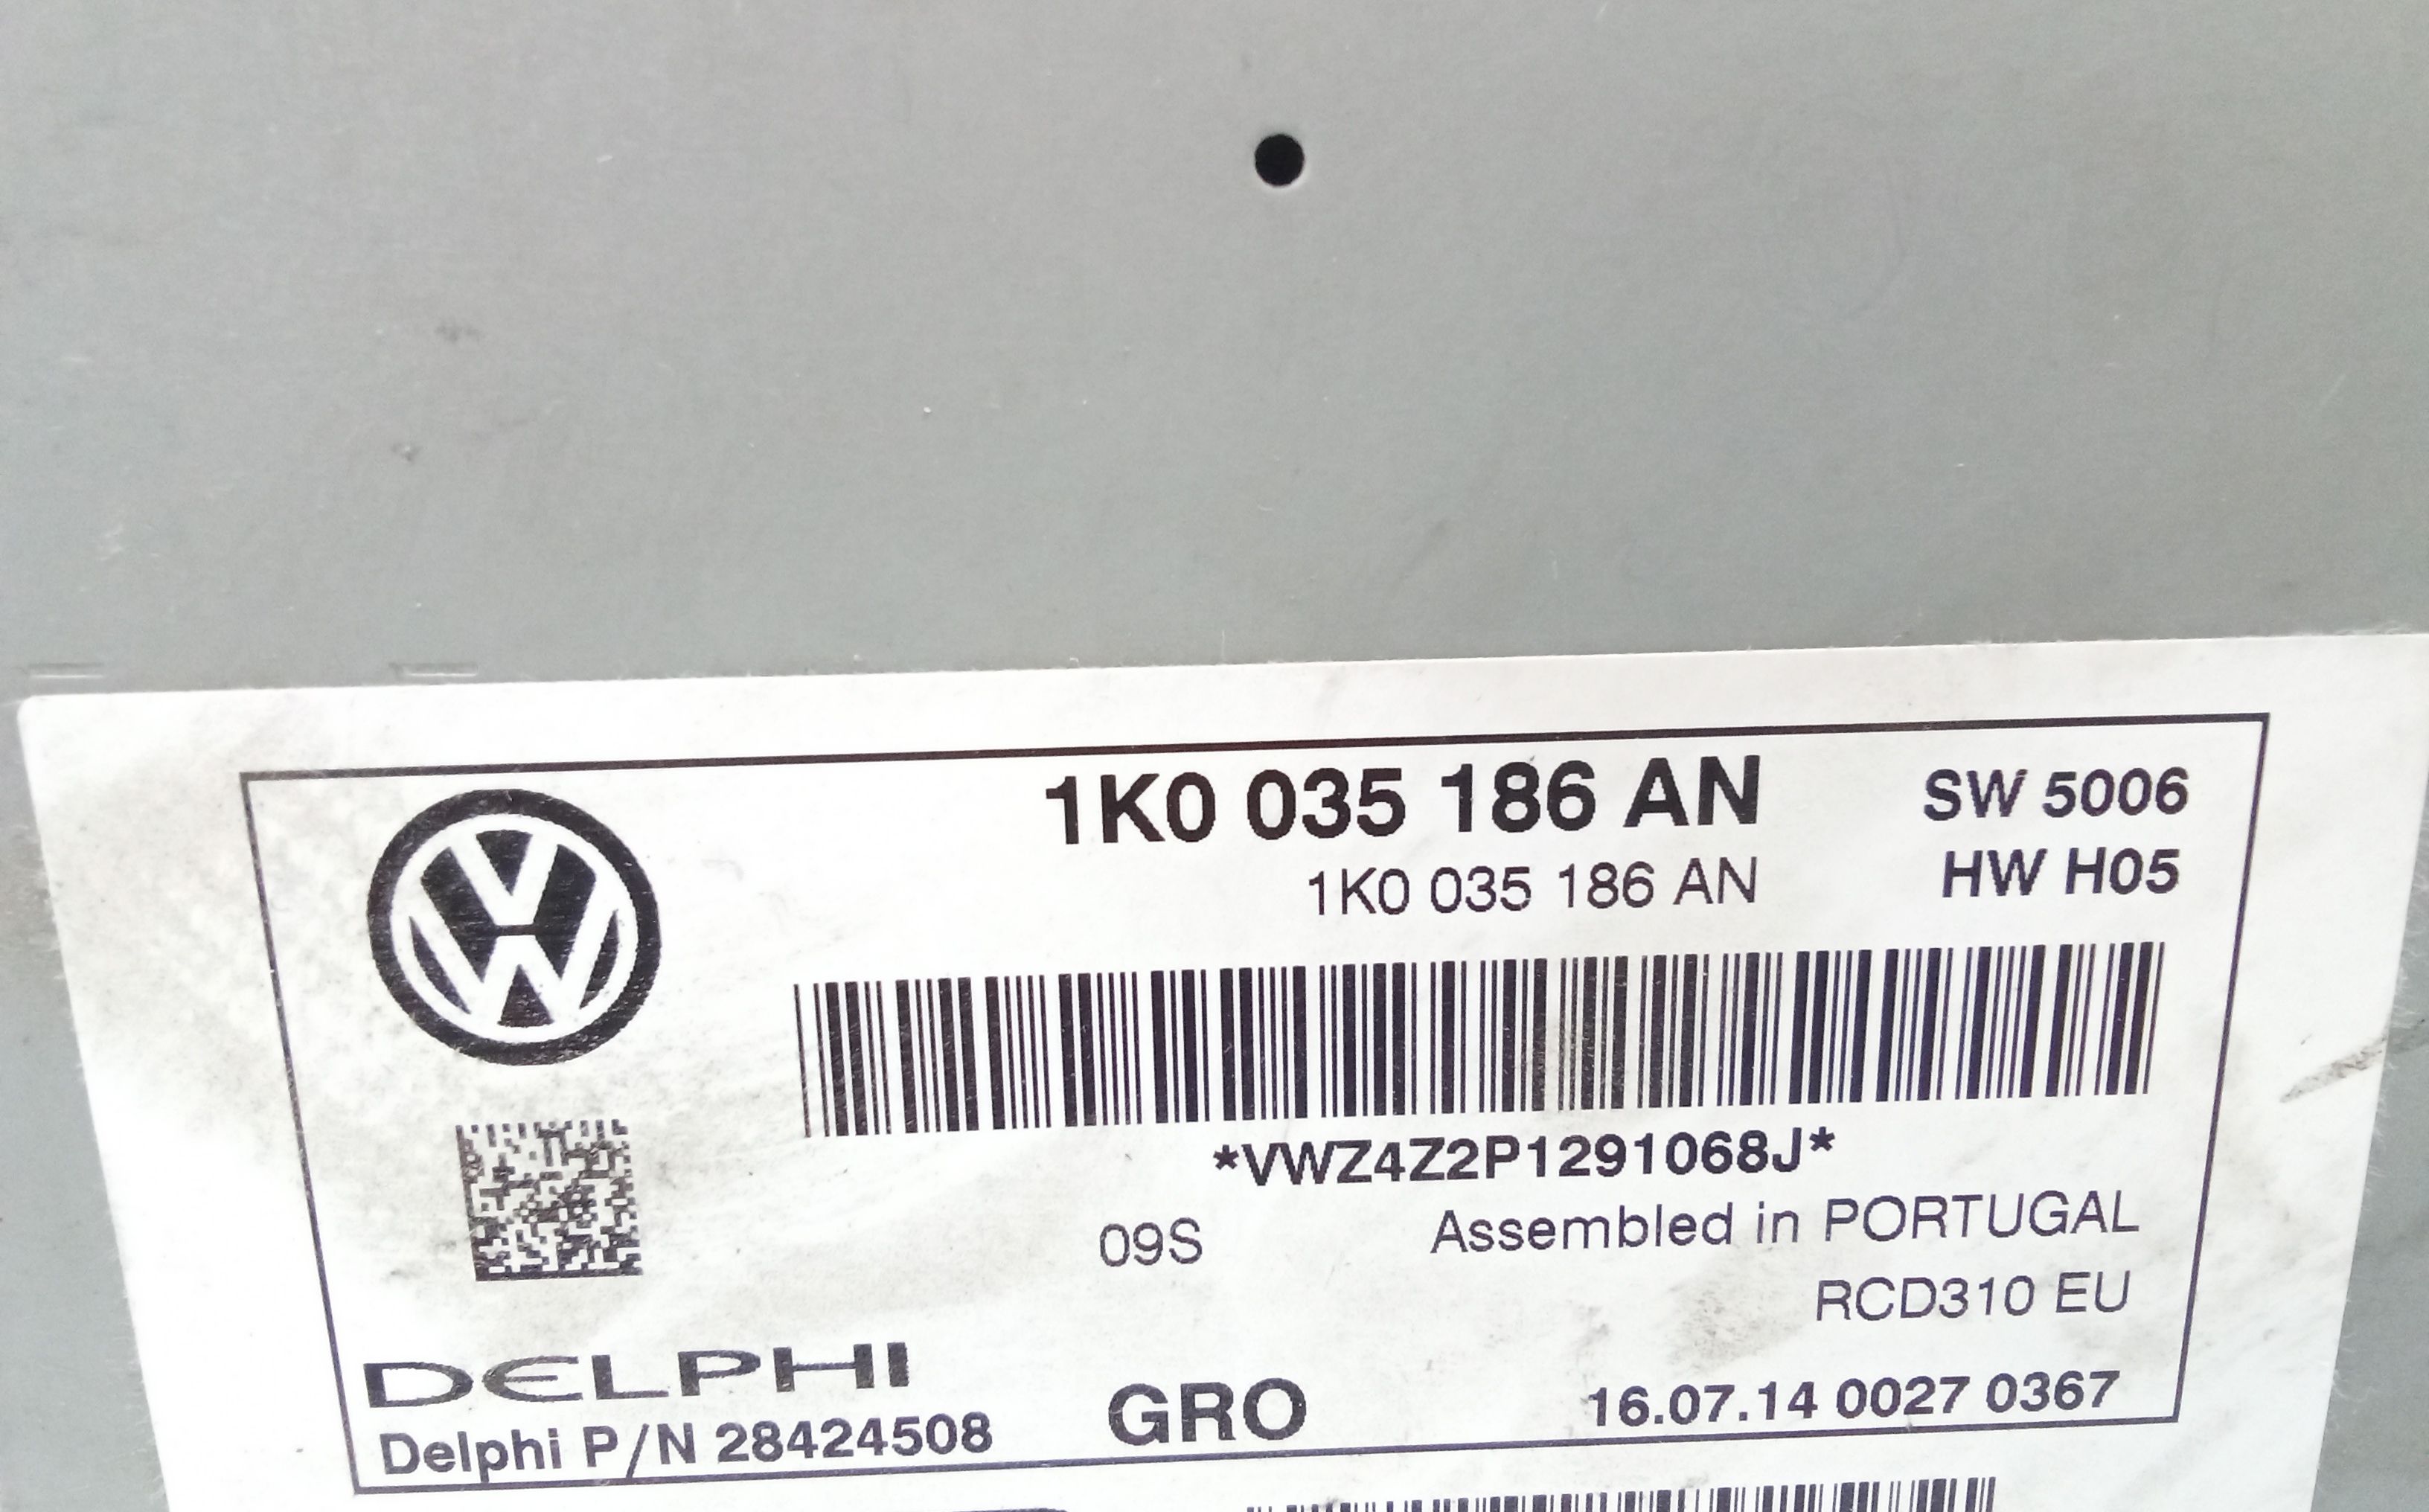 1K0 035 186 AN SW 5006
1K0 035 186 AN HW H05
*VWZ4Z2P1291068J*
09S Assembled in PORTUGAL
RCD310 EU
DELPHI
Delphi P/N 28424508 GRO 16.07.14 0027 0367